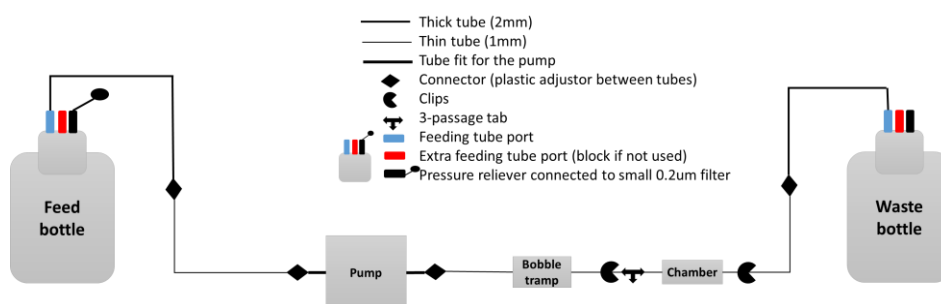 Thick tube (2mm)
Thin tube (1mm)
Tube fit for the pump
Connector (plastic adjustor between tubes)
Clips
3-passage tab
Feeding tube port
Extra feeding tube port (block if not used)
Pressure reliever connected to small 0.2um filter
Feed
bottle
Pump
Bobble
tramp
Chamber
Waste
bottle